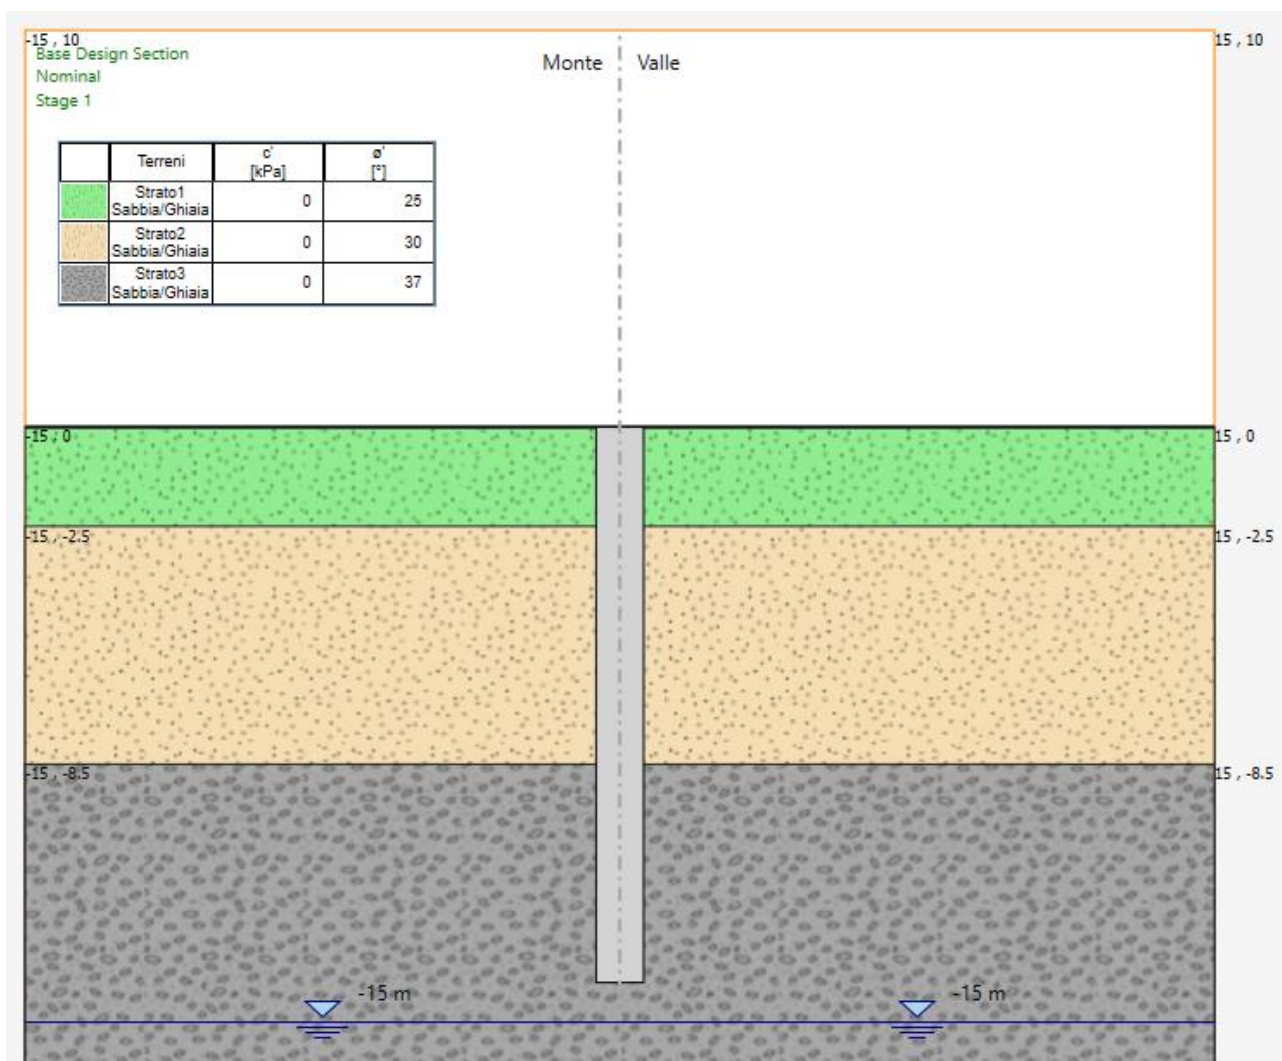 -15 , 10
15 , 10
Base Design Section
Nominal
Stage 1
Monte
Valle
Terreni
c'
[kPa]
ø'
[°]
Strato1
Sabbia/Ghiaia
0
25
Strato2
Sabbia/Ghiaia
0
30
Strato3
Sabbia/Ghiaia
0
37
-15 , 0
15 , 0
-15 , -2.5
15 , -2.5
-15 , -8.5
15 , -8.5
-15 m
-15 m